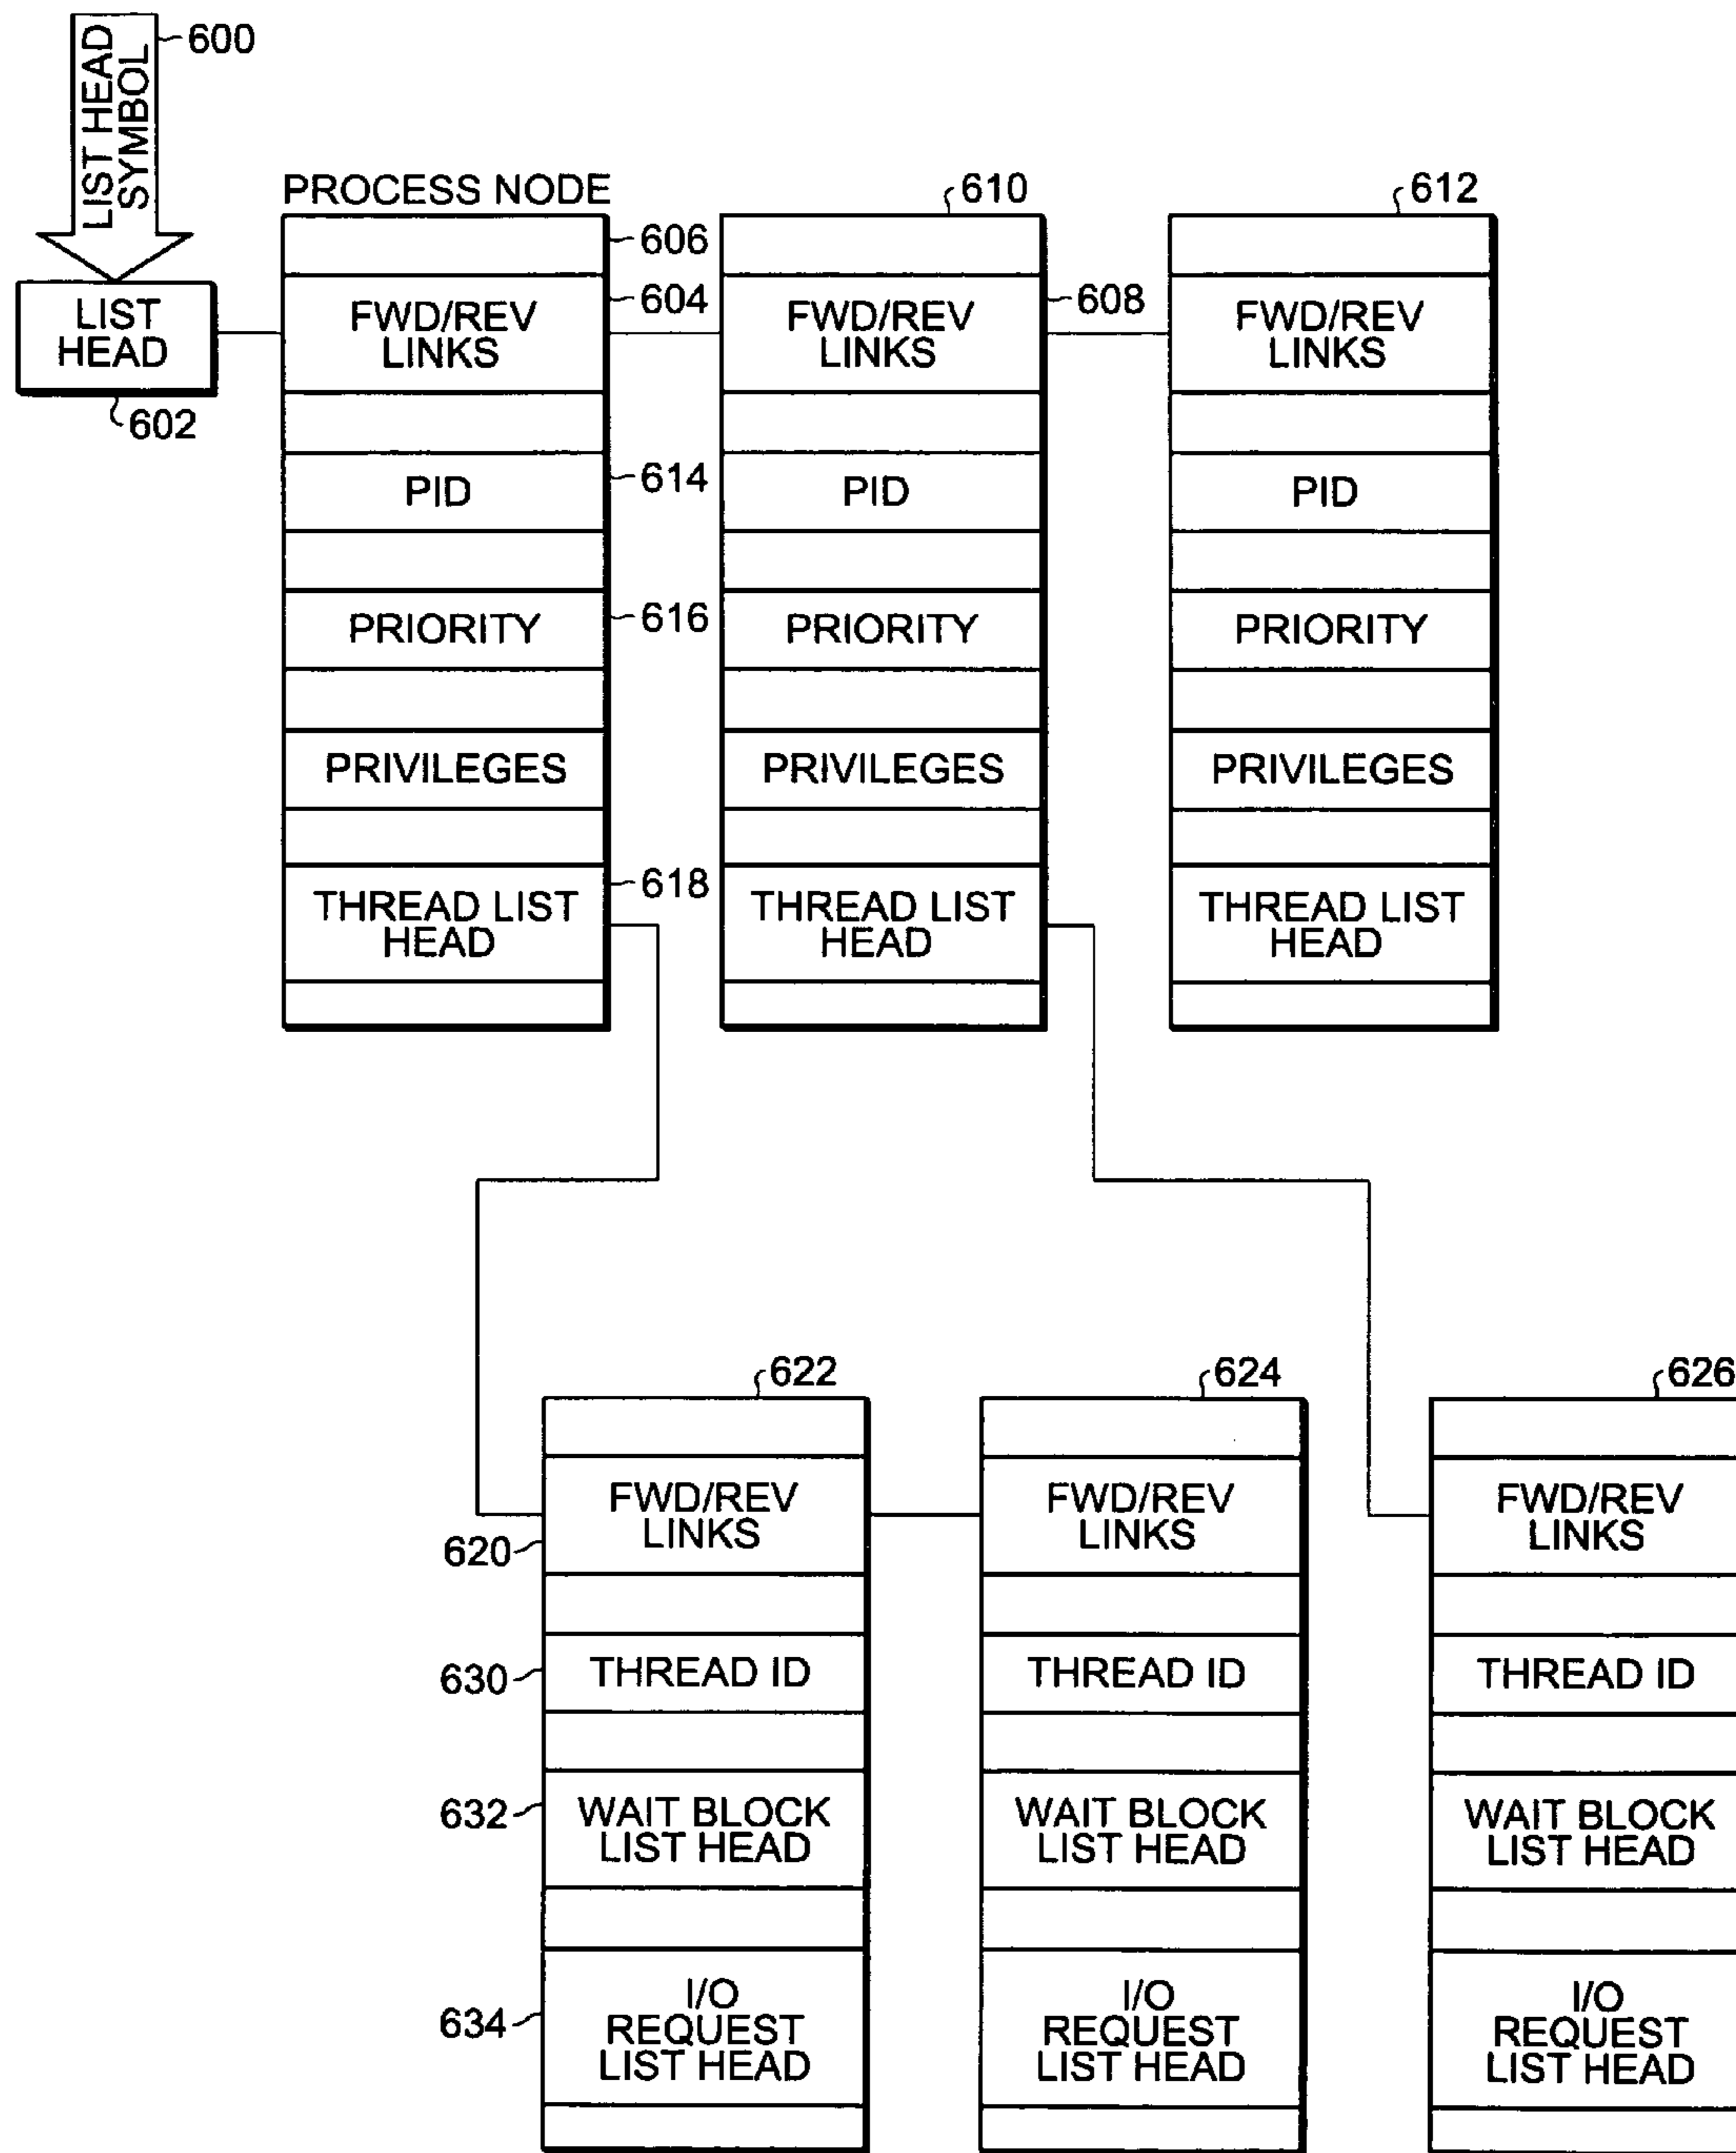 LIST HEAD
SYMBOL
600
LIST
HEAD
602
PROCESS NODE
606
FWD/REV
LINKS
604
PID
614
PRIORITY
616
PRIVILEGES
THREAD LIST
HEAD
618
610
FWD/REV
LINKS
608
PID
PRIORITY
PRIVILEGES
THREAD LIST
HEAD
612
FWD/REV
LINKS
PID
PRIORITY
PRIVILEGES
THREAD LIST
HEAD
622
FWD/REV
LINKS
620
THREAD ID
630
WAIT BLOCK
LIST HEAD
632
I/O
REQUEST
LIST HEAD
634
624
FWD/REV
LINKS
THREAD ID
WAIT BLOCK
LIST HEAD
I/O
REQUEST
LIST HEAD
626
FWD/REV
LINKS
THREAD ID
WAIT BLOCK
LIST HEAD
I/O
REQUEST
LIST HEAD